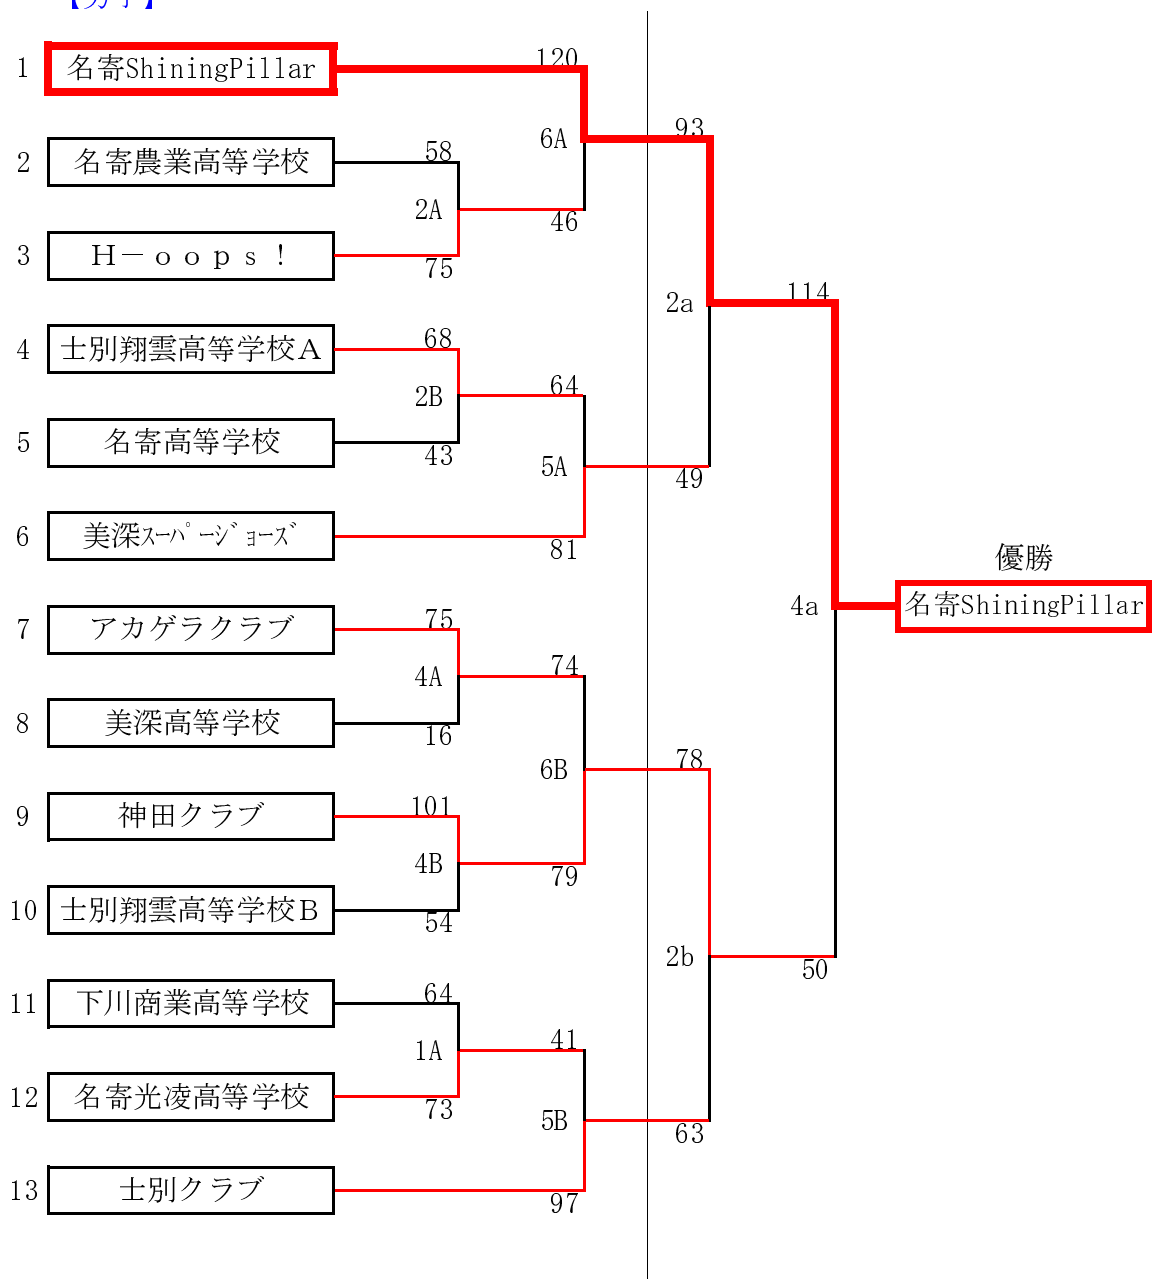 【男子】
1 名寄ShiningPillar 120
6A 93
2 名寄農業高等学校 58
2A 46
3 Ｈ－ｏｏｐｓ！ 75
2a 114
4 士別翔雲高等学校Ａ 68
2B 64
5 名寄高等学校 43
5A 49
6 美深ｽｰﾊﾟｰｼﾞｮｰｽﾞ 81
優勝
4a 名寄ShiningPillar
7 アカゲラクラブ 75
4A 74
8 美深高等学校 16
6B 78
9 神田クラブ 101
4B 79
10 士別翔雲高等学校Ｂ 54
2b 50
11 下川商業高等学校 64
1A 41
12 名寄光凌高等学校 73
5B 63
13 士別クラブ 97